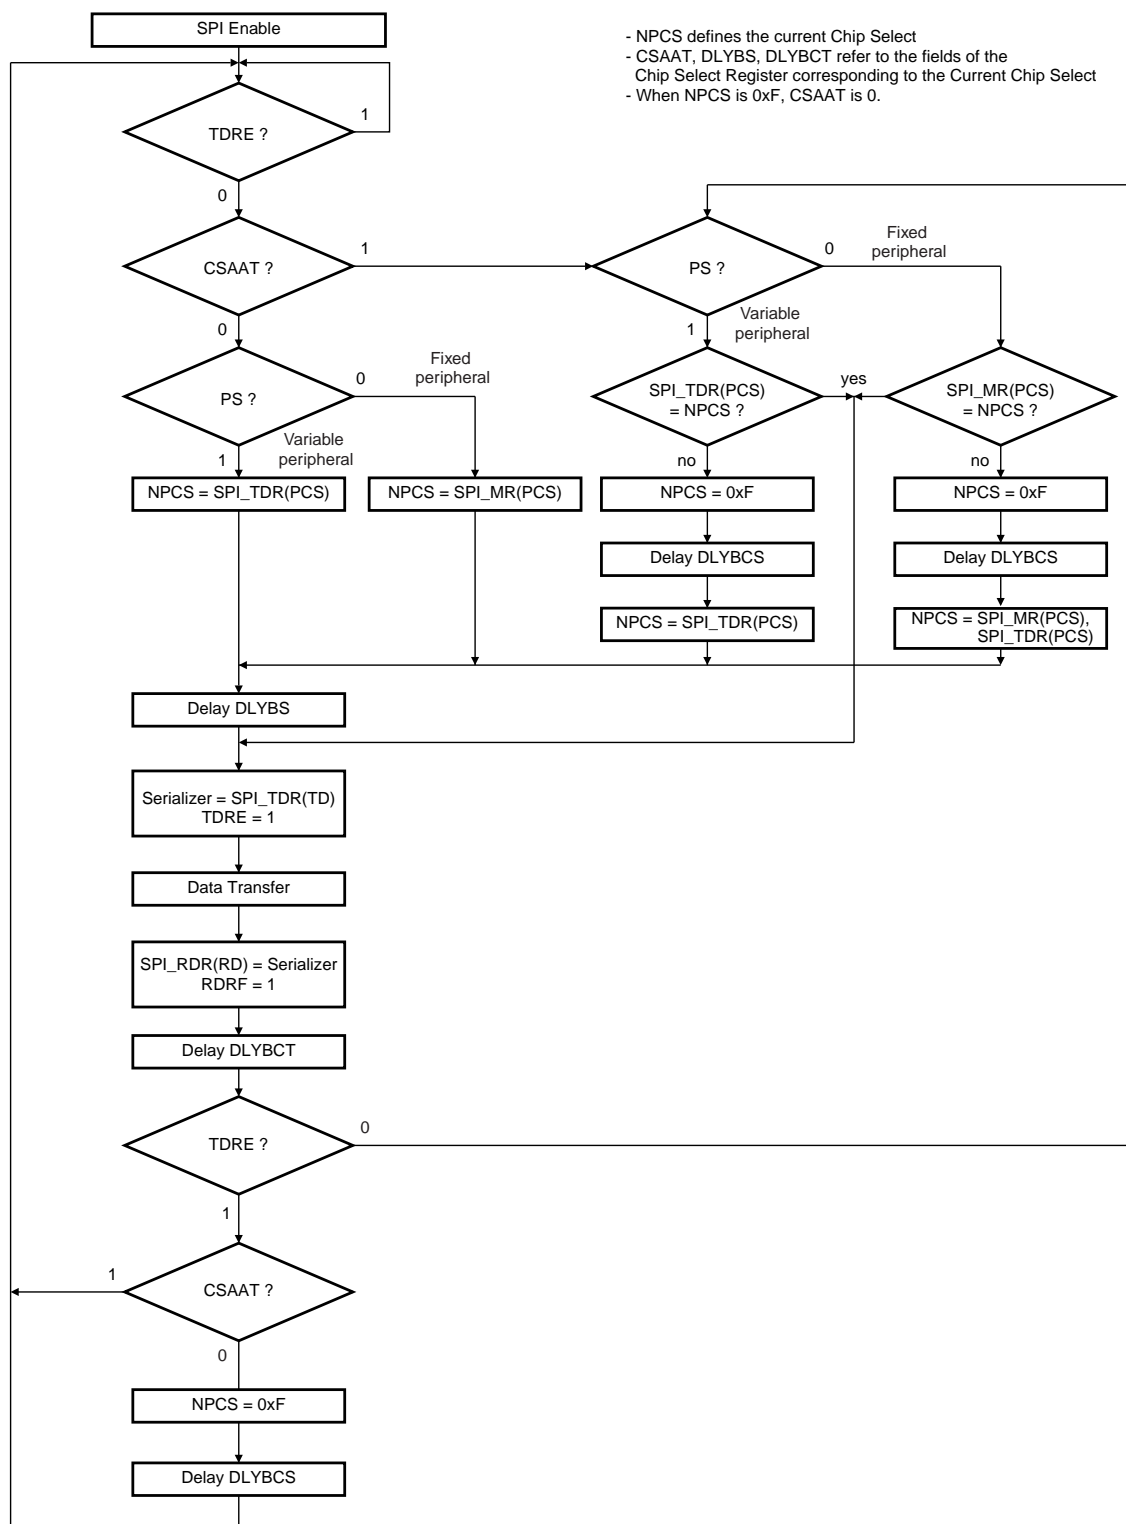 SPI Enable
- NPCS defines the current Chip Select
- CSAAT, DLYBS, DLYBCT refer to the fields of the
Chip Select Register corresponding to the Current Chip Select
- When NPCS is 0xF, CSAAT is 0.
TDRE ?
1
0
CSAAT ?
1
0
PS ?
0
Fixed
peripheral
1
Variable
peripheral
PS ?
0
Fixed
peripheral
1
Variable
peripheral
SPI_TDR(PCS)
= NPCS ?
yes
SPI_MR(PCS)
= NPCS ?
no
no
NPCS = SPI_TDR(PCS)
NPCS = SPI_MR(PCS)
NPCS = 0xF
NPCS = 0xF
Delay DLYBCS
Delay DLYBCS
NPCS = SPI_TDR(PCS)
NPCS = SPI_MR(PCS),
SPI_TDR(PCS)
Delay DLYBS
Serializer = SPI_TDR(TD)
TDRE = 1
Data Transfer
SPI_RDR(RD) = Serializer
RDRF = 1
Delay DLYBCT
TDRE ?
0
1
CSAAT ?
1
0
NPCS = 0xF
Delay DLYBCS